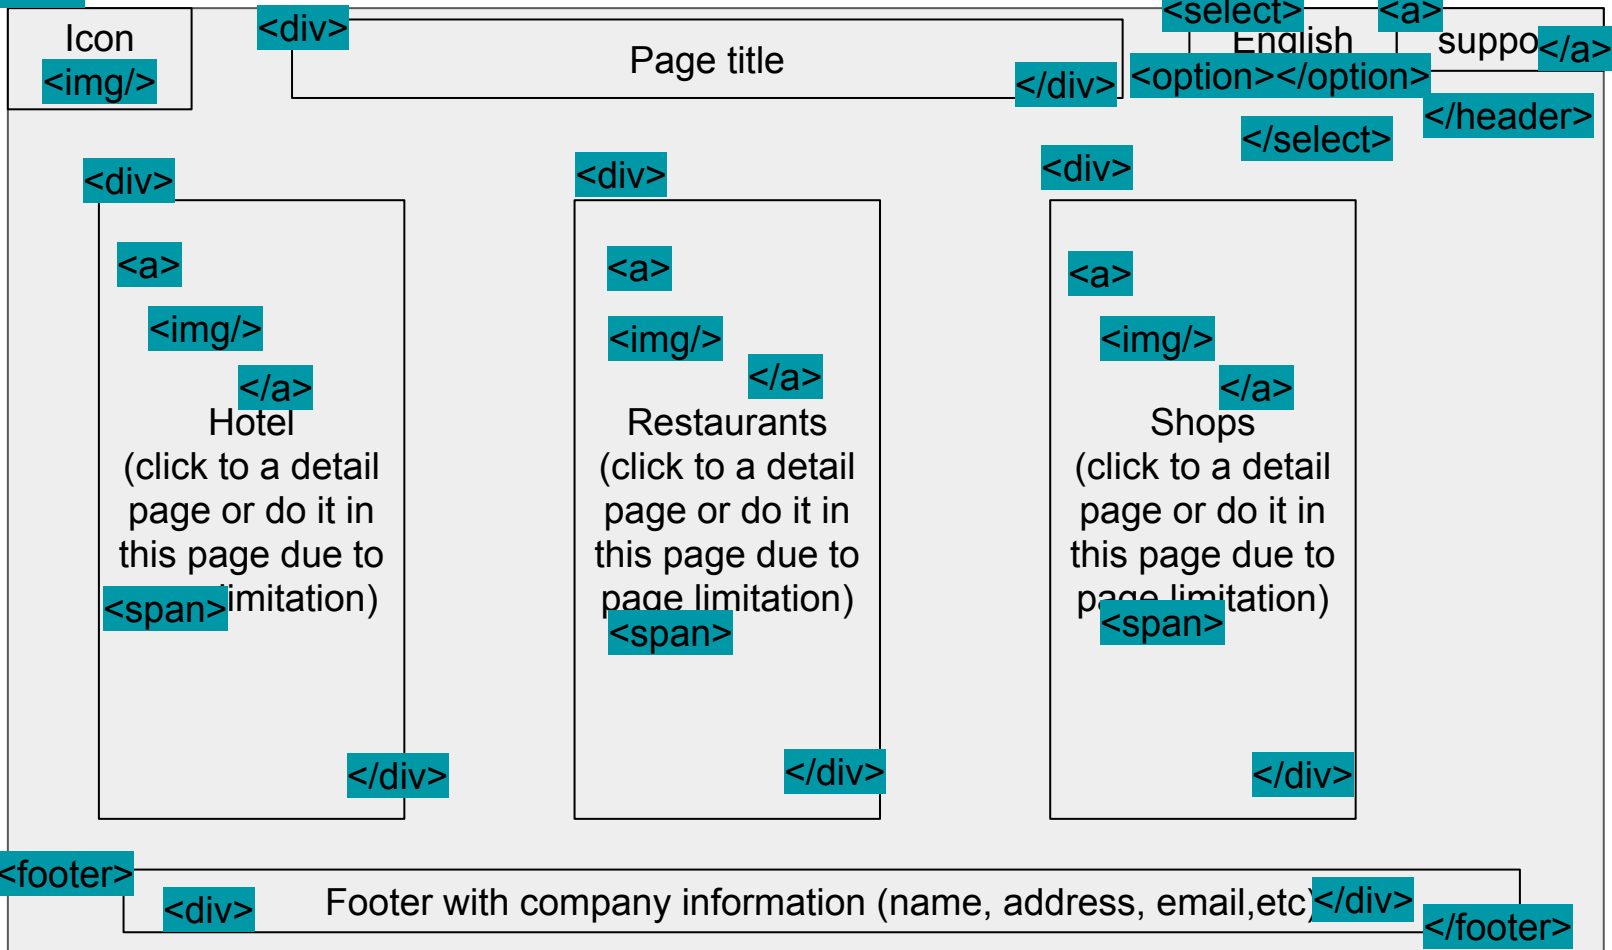 <select>
<a>
<div>
Icon
English
suppo
</a>
<img/>
Page title
</div>
<option></option>
</header>
</select>
<div>
<div>
<div>
<a>
<a>
<a>
<img/>
<img/>
<img/>
</a>
</a>
</a>
Hotel
(click to a detail
page or do it in
this page due to
imitation)
<span>
Restaurants
(click to a detail
page or do it in
this page due to
page limitation)
<span>
Shops
(click to a detail
page or do it in
this page due to
page limitation)
<span>
</div>
</div>
</div>
<footer>
<div>
Footer with company information (name, address, email,etc)
</div>
</footer>